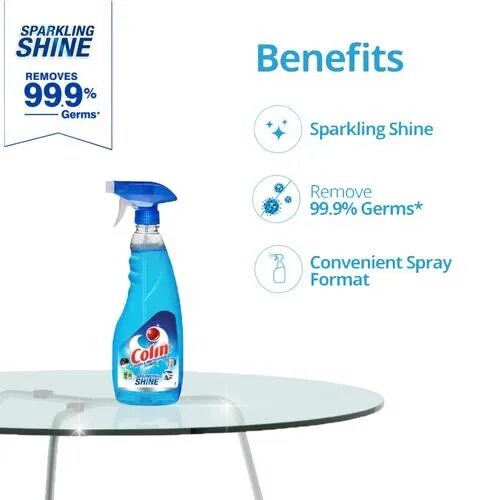 SPARKLING
SHINE
REMOVES
99.9%
Germs*
Benefits
Sparkling Shine
Remove
99.9% Germs*
Convenient Spray
Format
Colin
SHINE